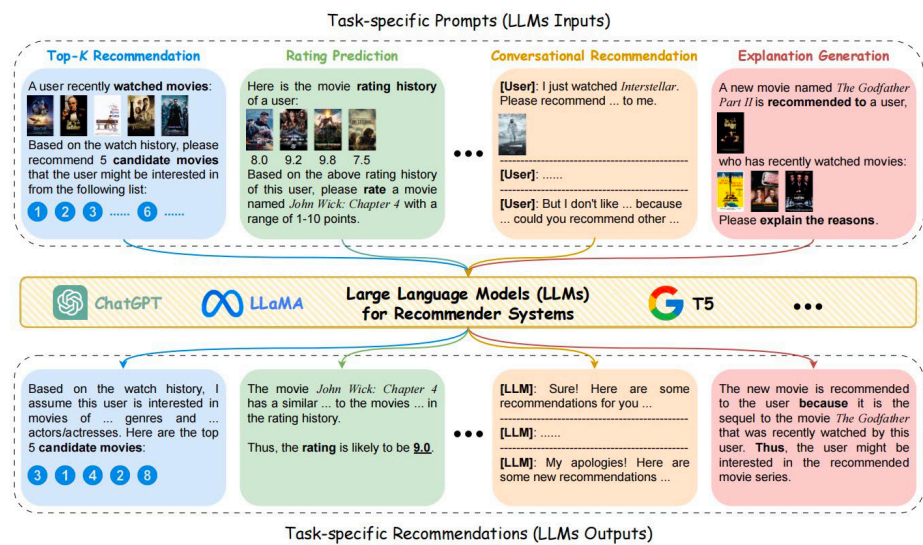 Task-specific Prompts (LLMs Inputs)
Top-K Recommendation
A user recently watched movies:
Based on the watch history, please
recommend 5 candidate movies
that the user might be interested in
from the following list:
1 2 3 ...... 6 ......
Rating Prediction
Here is the movie rating history
of a user:
8.0 9.2 9.8 7.5
Based on the above rating history
of this user, please rate a movie
named John Wick: Chapter 4 with a
range of 1-10 points.
•••
Conversational Recommendation
[User]: I just watched Interstellar.
Please recommend ... to me.
[User]: ......
[User]: But I don't like ... because
... could you recommend other ...
Explanation Generation
A new movie named The Godfather
Part II is recommended to a user,
who has recently watched movies:
Please explain the reasons.
ChatGPT
LLaMA
Large Language Models (LLMs)
for Recommender Systems
T5
•••
Based on the watch history, I
assume this user is interested in
movies of ... genres and ...
actors/actresses. Here are the top
5 candidate movies:
3 1 4 2 8
The movie John Wick: Chapter 4
has a similar ... to the movies ... in
the rating history.
Thus, the rating is likely to be 9.0.
•••
[LLM]: Sure! Here are some
recommendations for you ...
[LLM]: ......
[LLM]: My apologies! Here are
some new recommendations ...
The new movie is recommended
to the user because it is the
sequel to the movie The Godfather
that was recently watched by this
user. Thus, the user might be
interested in the recommended
movie series.
Task-specific Recommendations (LLMs Outputs)